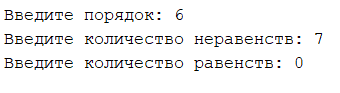 Введите порядок: 6
Введите количество неравенств: 7
Введите количество равенств: 0